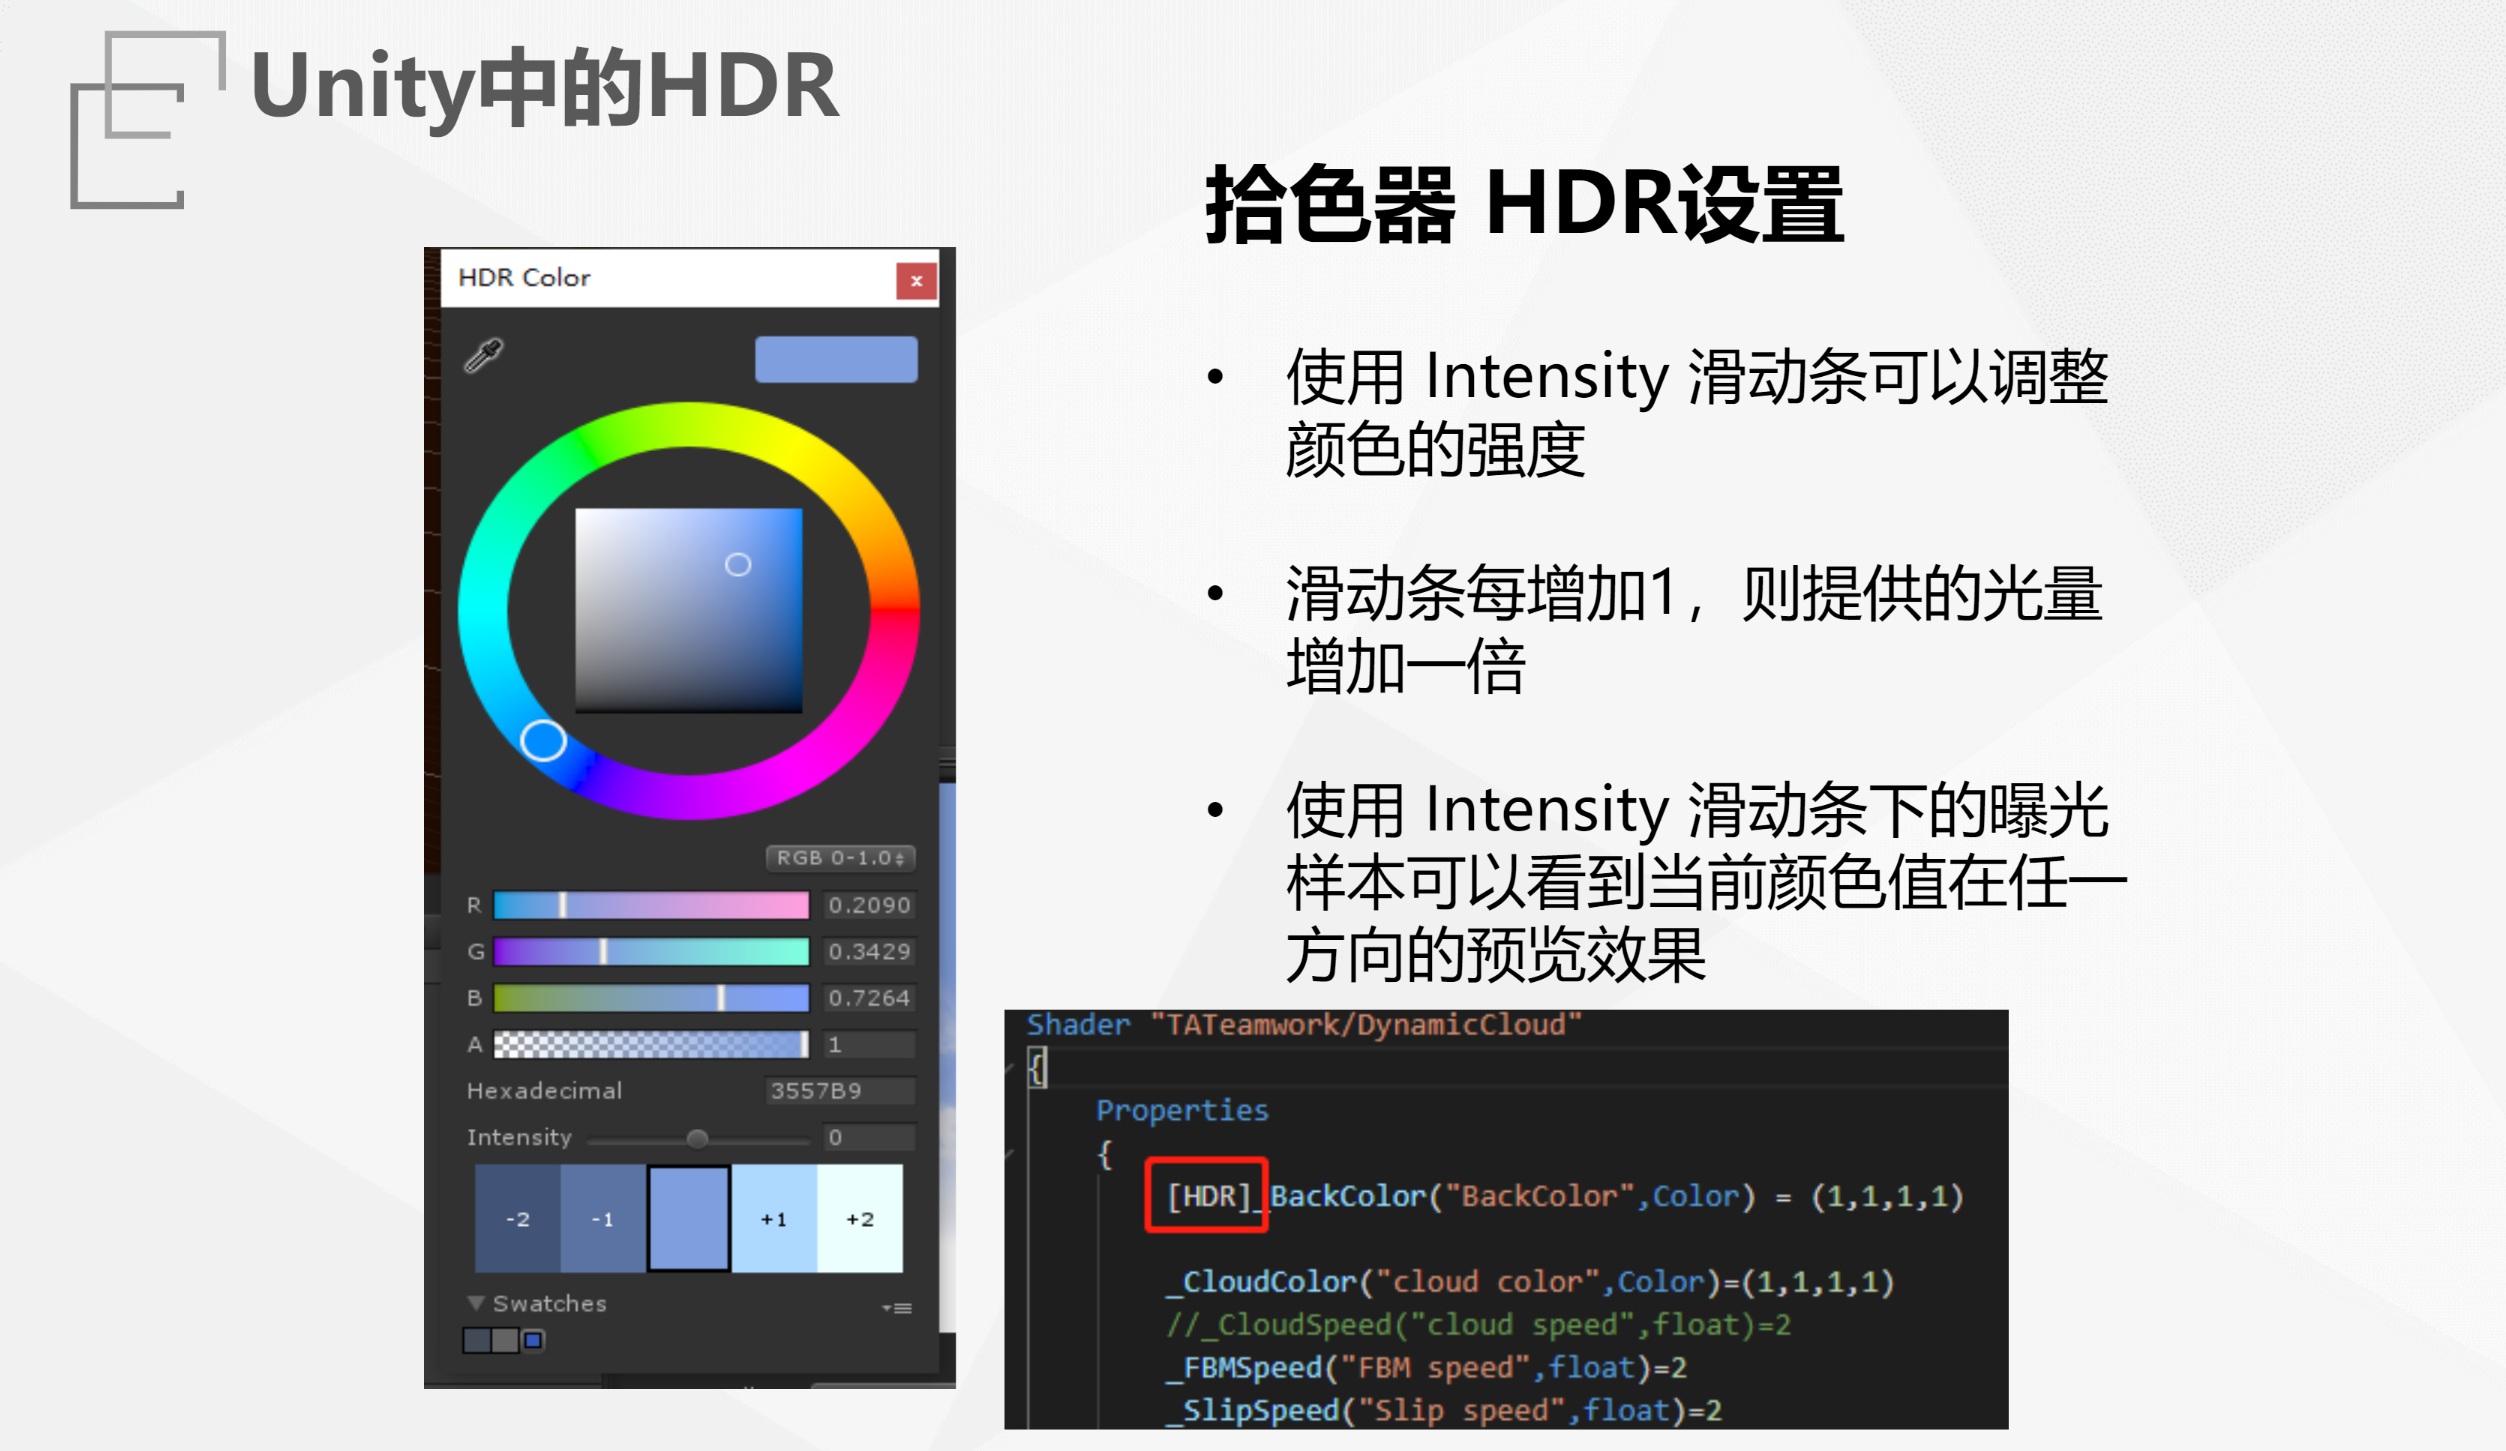 Unity中的HDR
拾色器 HDR设置
• 使用 Intensity 滑动条可以调整
颜色的强度
• 滑动条每增加1，则提供的光量
增加一倍
• 使用 Intensity 滑动条下的曝光
样本可以看到当前颜色值在任一
方向的预览效果
HDR Color
x
RGB 0-1.0
R 0.2090
G 0.3429
B 0.7264
A 1
Hexadecimal 3557B9
Intensity 0
-2 -1 +1 +2
Swatches
Shader "TATeamwork/DynamicCloud"
{
Properties
{
[HDR]_BackColor("BackColor",Color) = (1,1,1,1)
_CloudColor("cloud color",Color)=(1,1,1,1)
//_CloudSpeed("cloud speed",float)=2
_FBMSpeed("FBM speed",float)=2
_SlipSpeed("Slip speed",float)=2